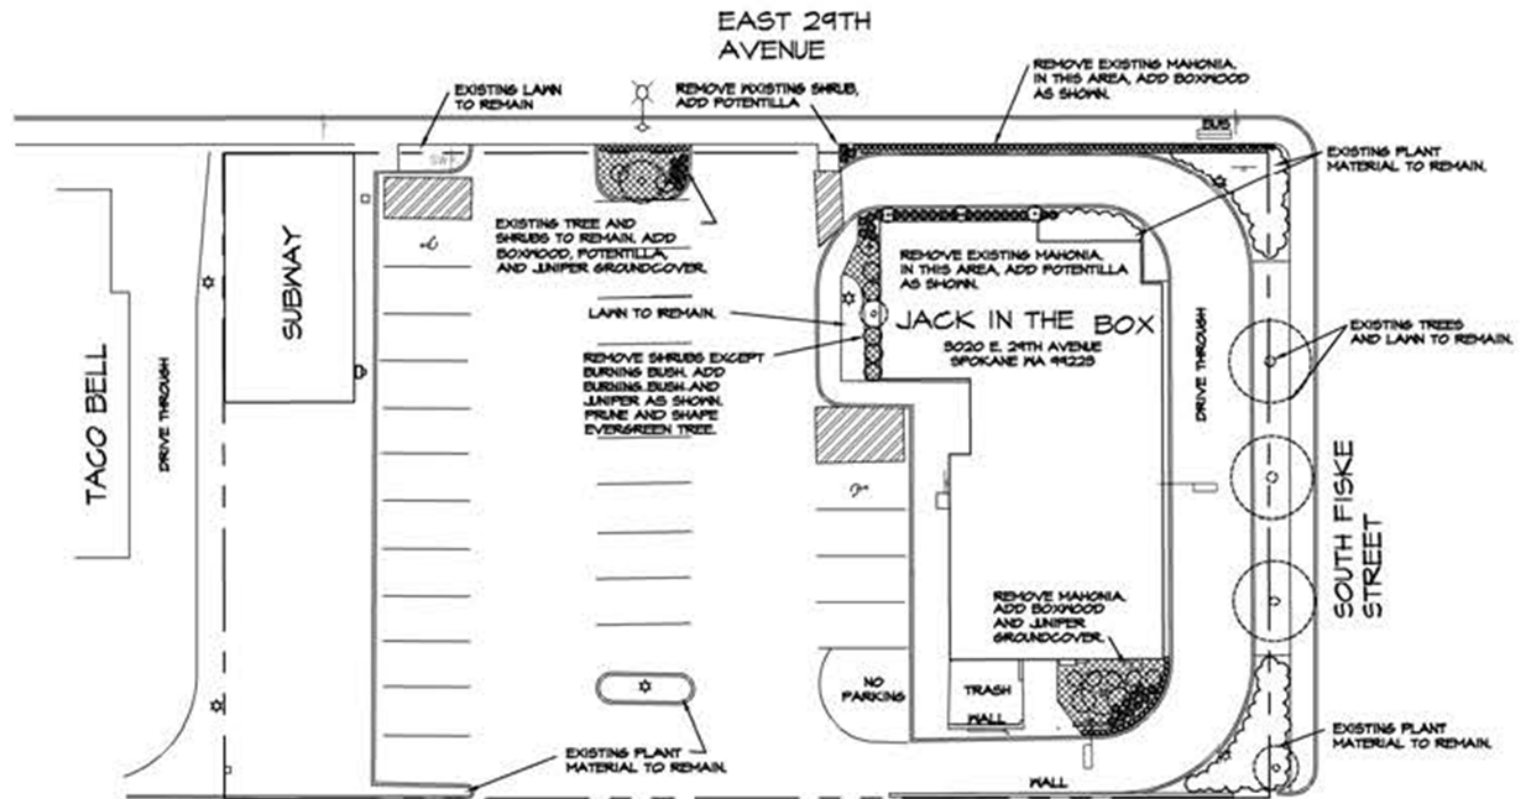 EAST 29TH
AVENUE
EXISTING LAWN
TO REMAIN
REMOVE WXISTING SHRUB,
ADD POTENTILLA
REMOVE EXISTING MAHONIA.
IN THIS AREA, ADD BOXWOOD
AS SHOWN.
BUS
EXISTING PLANT
MATERIAL TO REMAIN.
EXISTING TREE AND
SHRUBS TO REMAIN. ADD
BOXWOOD, POTENTILLA,
AND JUNIPER GROUNDCOVER.
REMOVE EXISTING MAHONIA.
IN THIS AREA, ADD POTENTILLA
AS SHOWN.
SUBWAY
LAWN TO REMAIN.
JACK IN THE BOX
3020 E. 29TH AVENUE
SPOKANE WA 99223
EXISTING TREES
AND LAWN TO REMAIN.
REMOVE SHRUBS EXCEPT
BURNING BUSH. ADD
BURNING BUSH AND
JUNIPER AS SHOWN.
PRUNE AND SHAPE
EVERGREEN TREE.
TACO BELL
DRIVE THROUGH
DRIVE THROUGH
SOUTH FISKE
STREET
REMOVE MAHONIA.
ADD BOXWOOD
AND JUNIPER
GROUNDCOVER.
NO
PARKING
TRASH
WALL
EXISTING PLANT
MATERIAL TO REMAIN.
EXISTING PLANT
MATERIAL TO REMAIN.
WALL